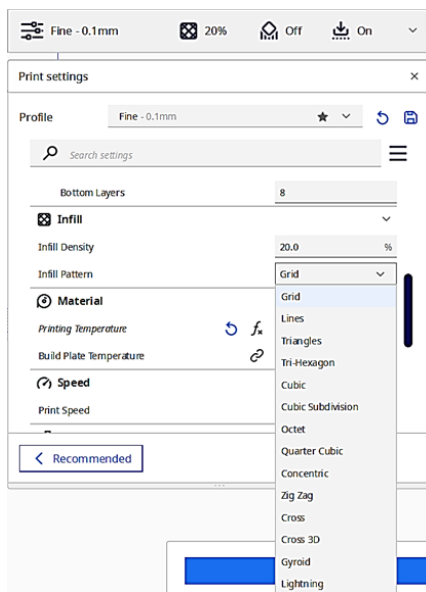 Fine - 0.1mm 20% Off On
Print settings ×
Profile Fine - 0.1mm
Search settings
Bottom Layers 8
Infill
Infill Density 20.0 %
Infill Pattern Grid
Grid
Material
Lines
Printing Temperature
Triangles
Build Plate Temperature
Tri-Hexagon
Speed
Cubic
Print Speed
Cubic Subdivision
Octet
Recommended
Quarter Cubic
Concentric
Zig Zag
Cross
Cross 3D
Gyroid
Lightning